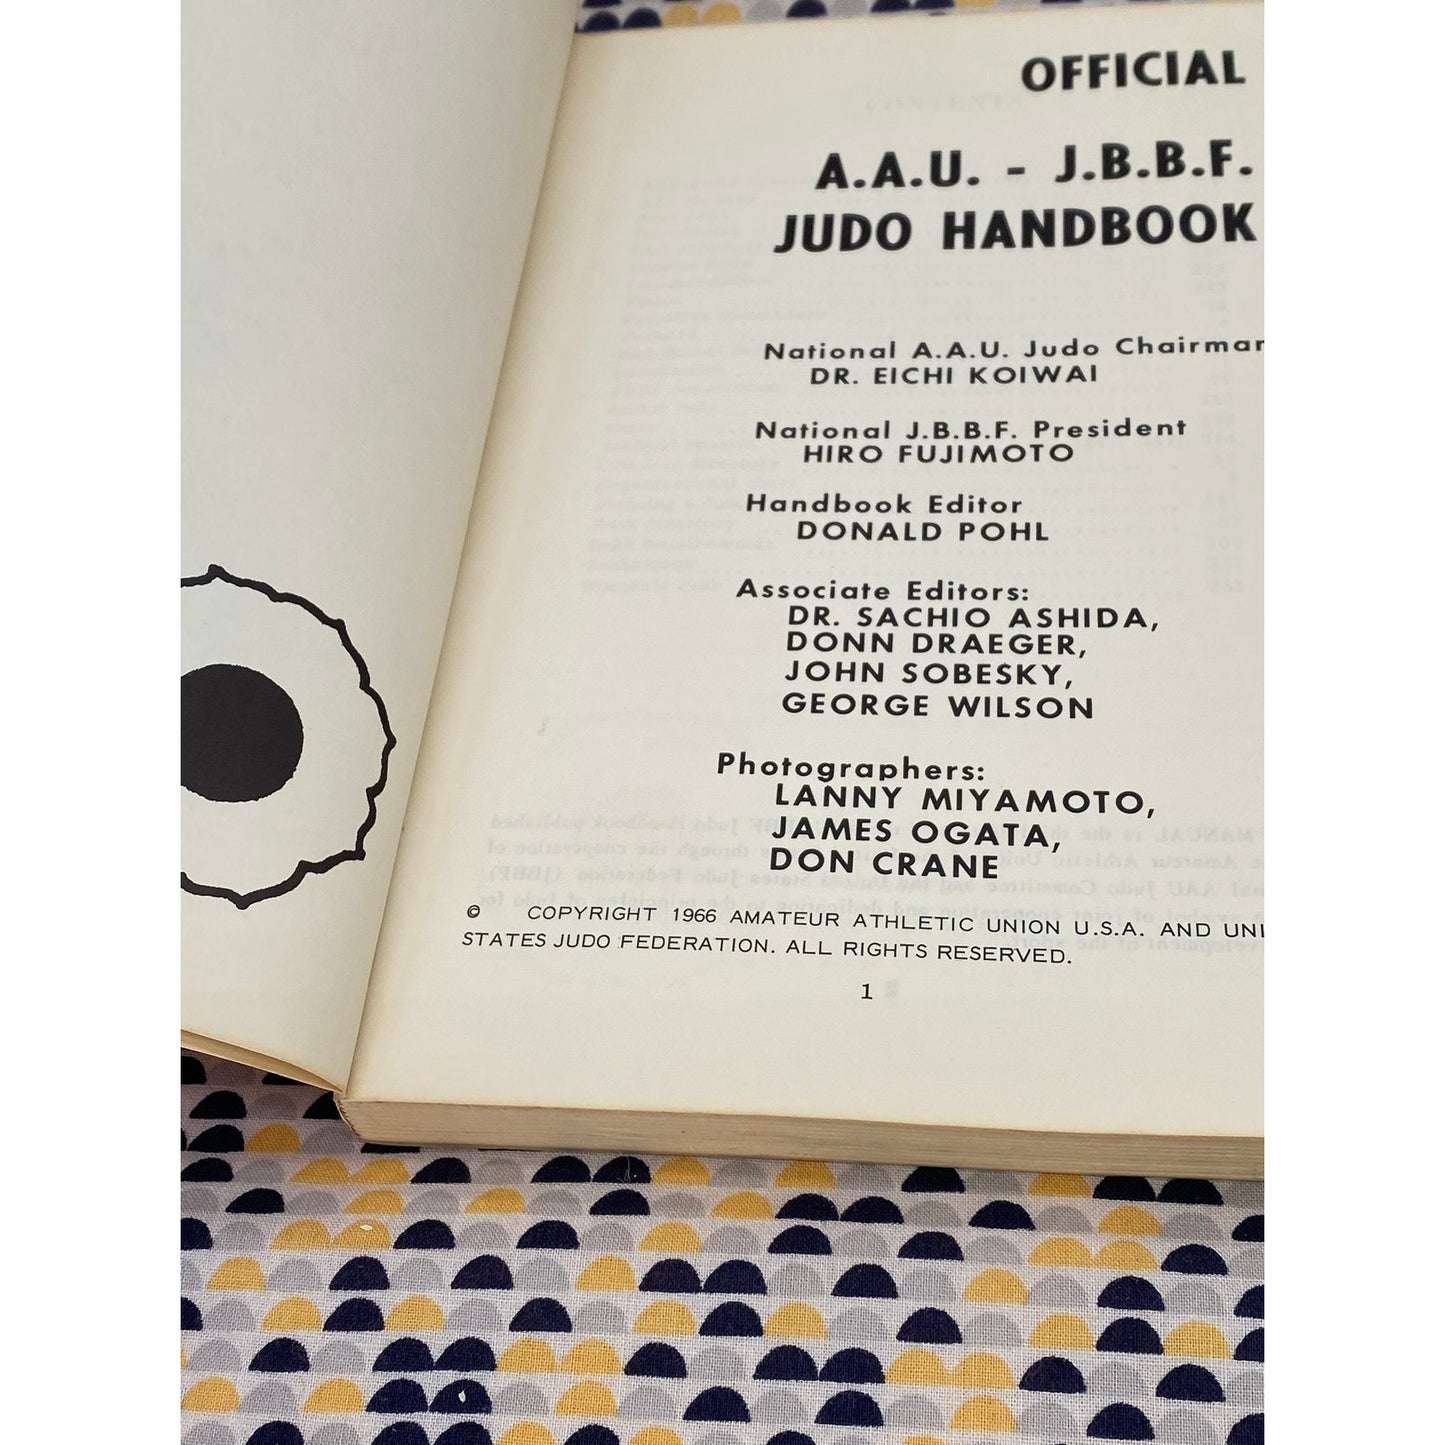 OFFICIAL
A.A.U. - J.B.B.F.
JUDO HANDBOOK
National A.A.U. Judo Chairman
DR. EICHI KOIWAI
National J.B.B.F. President
HIRO FUJIMOTO
Handbook Editor
DONALD POHL
Associate Editors:
DR. SACHIO ASHIDA,
DONN DRAEGER,
JOHN SOBESKY,
GEORGE WILSON
Photographers:
LANNY MIYAMOTO,
JAMES OGATA,
DON CRANE
© COPYRIGHT 1966 AMATEUR ATHLETIC UNION U.S.A. AND UNI
STATES JUDO FEDERATION. ALL RIGHTS RESERVED.
1